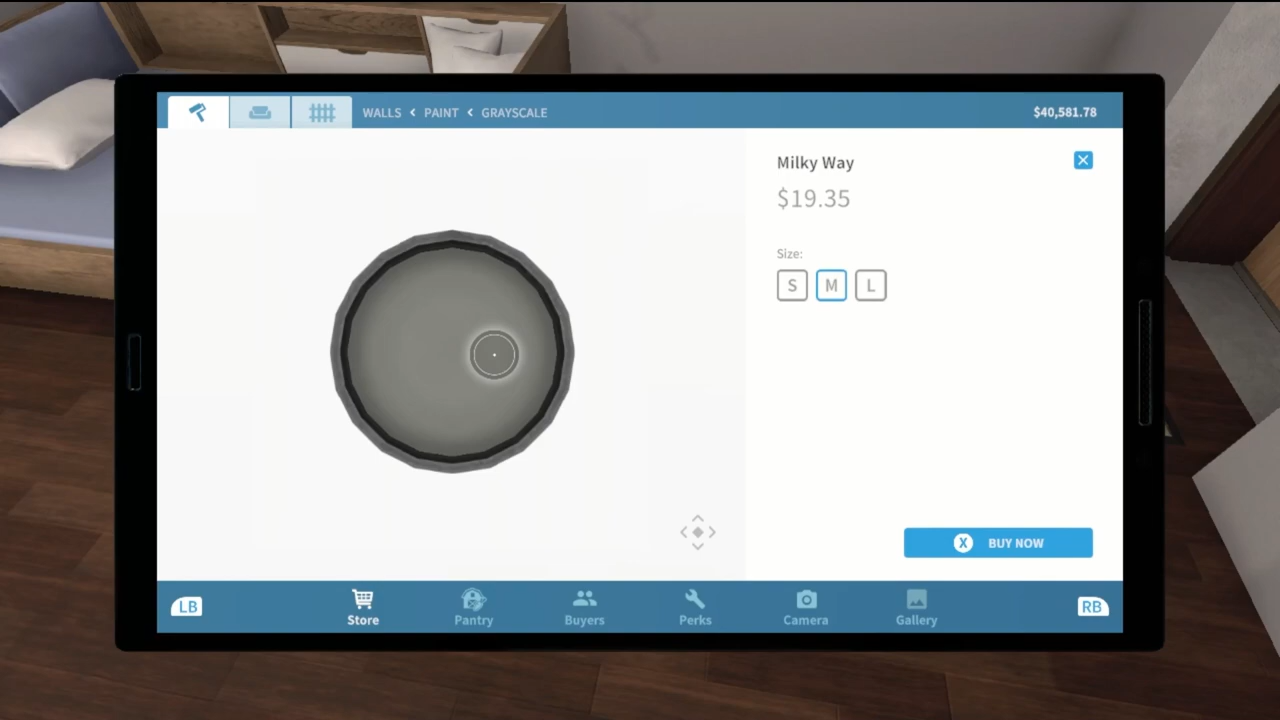 WALLS < PAINT < GRAYSCALE
$40,581.78
Milky Way
$19.35
Size:
S M L
X BUY NOW
LB
Store
Pantry
Buyers
Perks
Camera
Gallery
RB